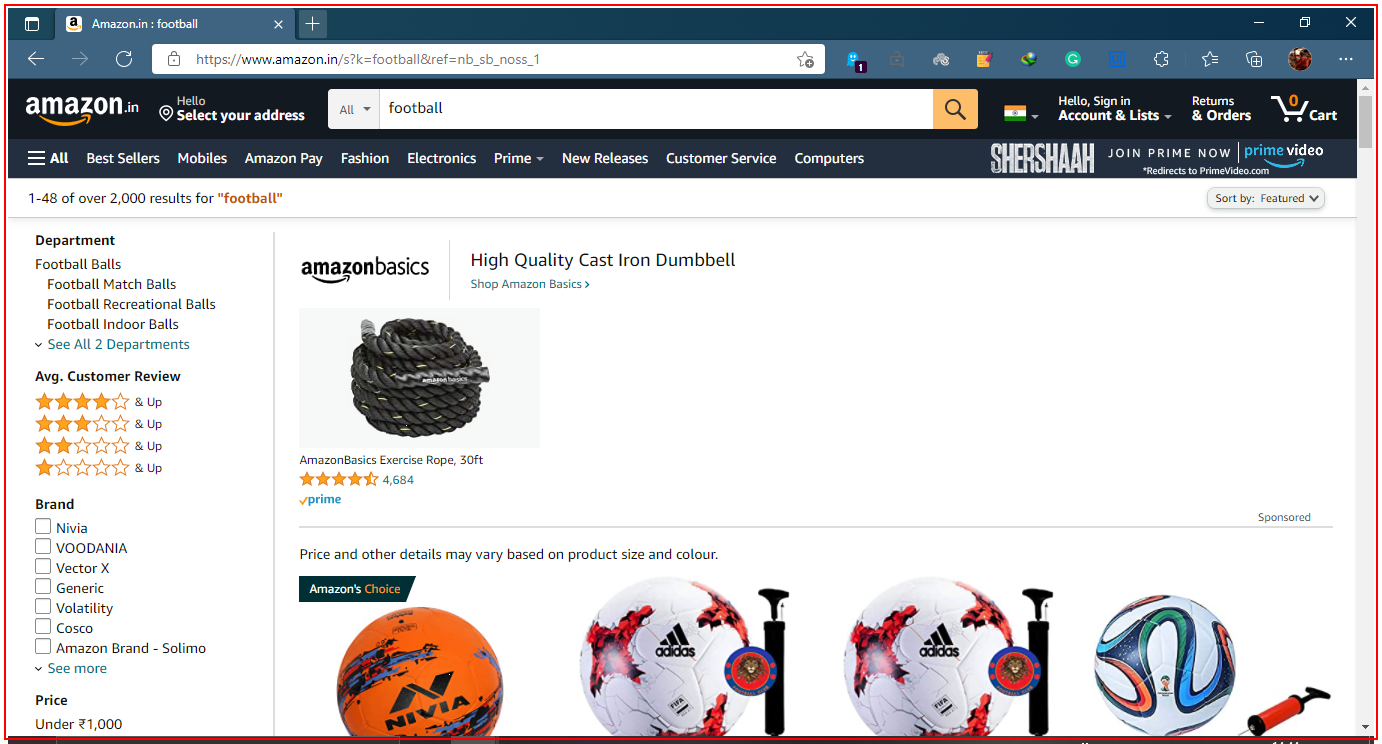 Amazon.in : football
https://www.amazon.in/s?k=football&ref=nb_sb_noss_1
1
amazon.in
Hello
Select your address
All
football
Hello, Sign in
Account & Lists
Returns
& Orders
0
Cart
All
Best Sellers
Mobiles
Amazon Pay
Fashion
Electronics
Prime
New Releases
Customer Service
Computers
SHERSHAAH
JOIN PRIME NOW
prime video
*Redirects to PrimeVideo.com
1-48 of over 2,000 results for "football"
Sort by: Featured
Department
Football Balls
Football Match Balls
Football Recreational Balls
Football Indoor Balls
See All 2 Departments
Avg. Customer Review
& Up
& Up
& Up
& Up
Brand
Nivia
VOODANIA
Vector X
Generic
Volatility
Cosco
Amazon Brand - Solimo
See more
Price
Under ₹1,000
amazonbasics
High Quality Cast Iron Dumbbell
Shop Amazon Basics ›
amazonbasics
AmazonBasics Exercise Rope, 30ft
4,684
prime
Sponsored
Price and other details may vary based on product size and colour.
Amazon's Choice
NIVIA
adidas
FIFA
adidas
FIFA